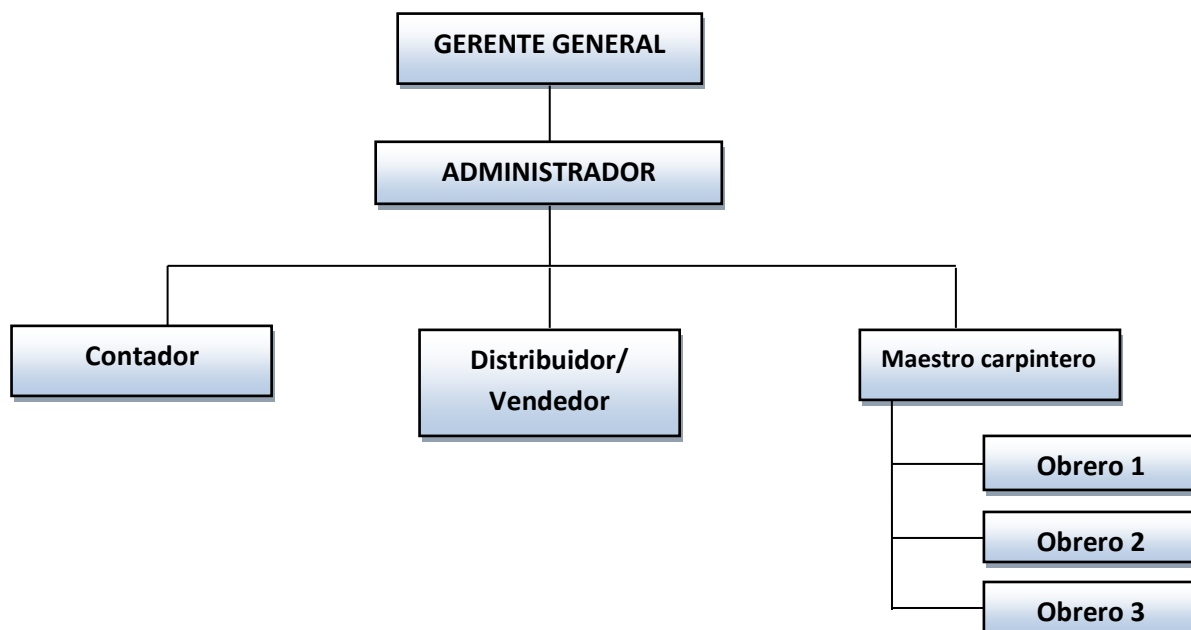 GERENTE GENERAL
ADMINISTRADOR
Contador
Distribuidor/
Vendedor
Maestro carpintero
Obrero 1
Obrero 2
Obrero 3